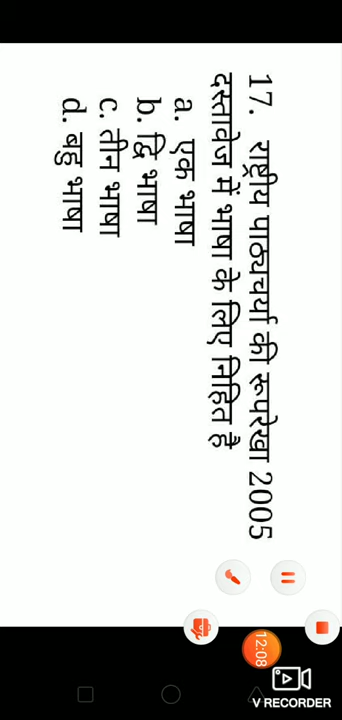 17. राष्ट्रीय पाठ्यचर्या की रूपरेखा 2005
दस्तावेज में भाषा के लिए निहित है
a. एक भाषा
b. द्वि भाषा
c. तीन भाषा
d. बहु भाषा
12:08
V RECORDER